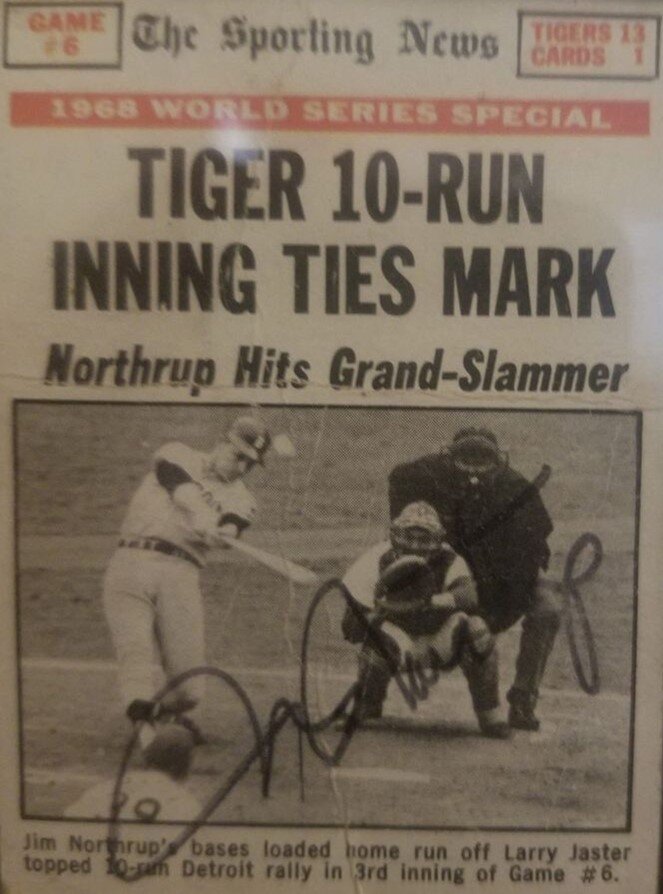 GAME
#6
The Sporting News
TIGERS 13
CARDS 1
1968 WORLD SERIES SPECIAL
TIGER 10-RUN
INNING TIES MARK
Northrup Hits Grand-Slammer
Jim Northrup
Jim Northrup's bases loaded home run off Larry Jaster
topped 10-run Detroit rally in 3rd inning of Game #6.